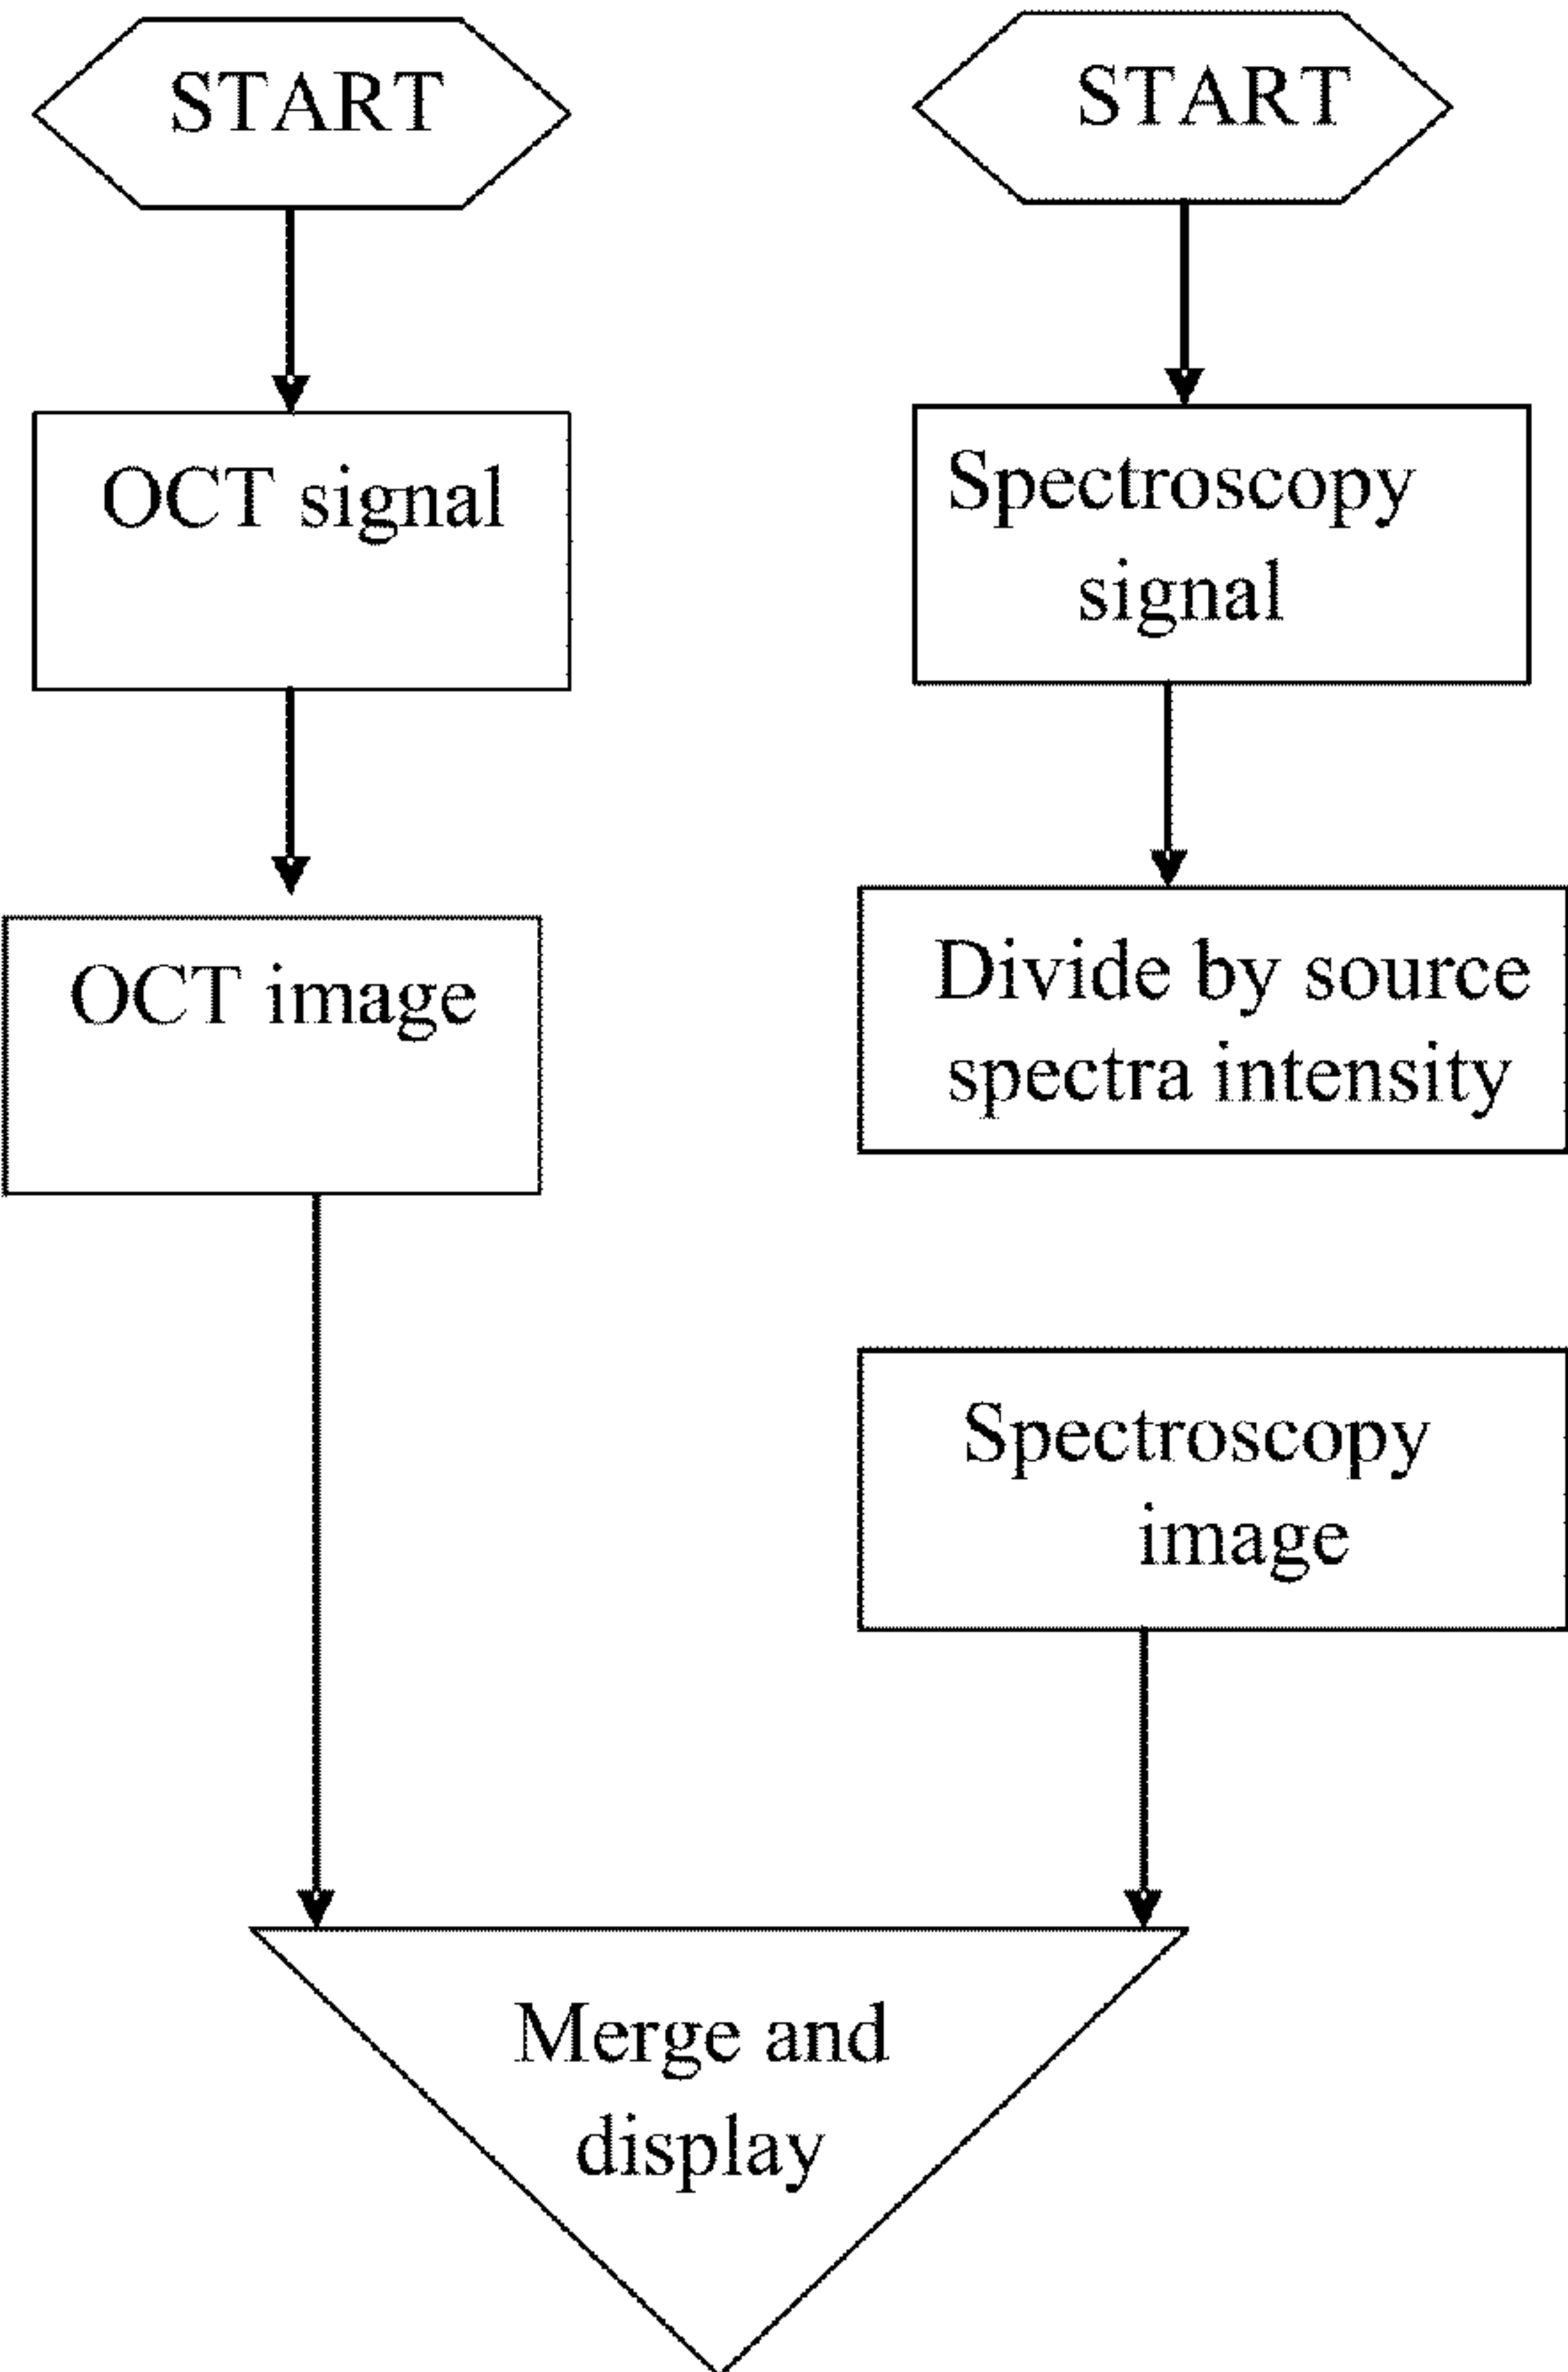 START
OCT signal
OCT image
START
Spectroscopy
signal
Divide by source
spectra intensity
Spectroscopy
image
Merge and
display